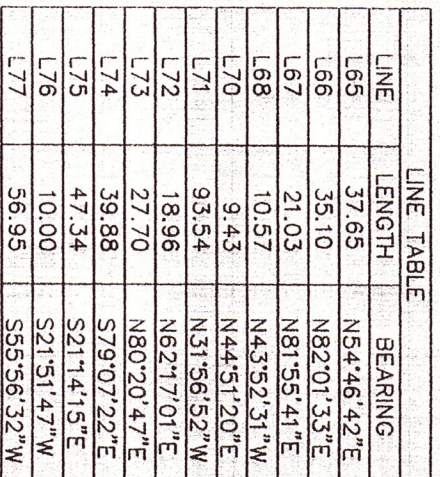 LINE TABLE
LINE LENGTH BEARING
L65 37.65 N54°46'42"E
L66 35.10 N82°01'33"E
L67 21.03 N81°55'41"E
L68 10.57 N43°52'31"W
L70 9.43 N44°51'20"E
L71 93.54 N31°56'52"W
L72 18.96 N62°17'01"E
L73 27.70 N80°20'47"E
L74 39.88 S79°07'22"E
L75 47.34 S21°14'15"E
L76 10.00 S21°51'47"W
L77 56.95 S55°56'32"W